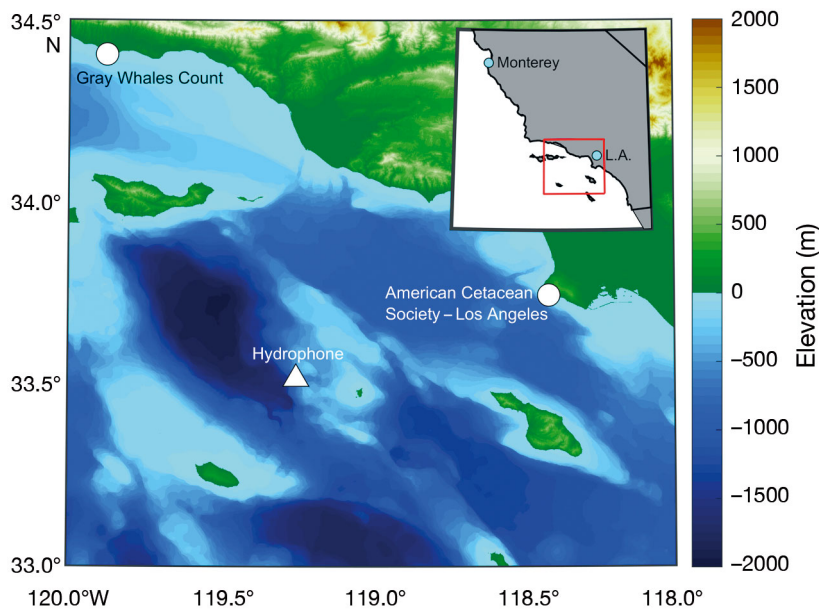 34.5°
N
34.0°
33.5°
33.0°
120.0°W
119.5°
119.0°
118.5°
118.0°
Gray Whales Count
Monterey
L.A.
American Cetacean
Society – Los Angeles
Hydrophone
2000
1500
1000
500
0
−500
−1000
−1500
−2000
Elevation (m)